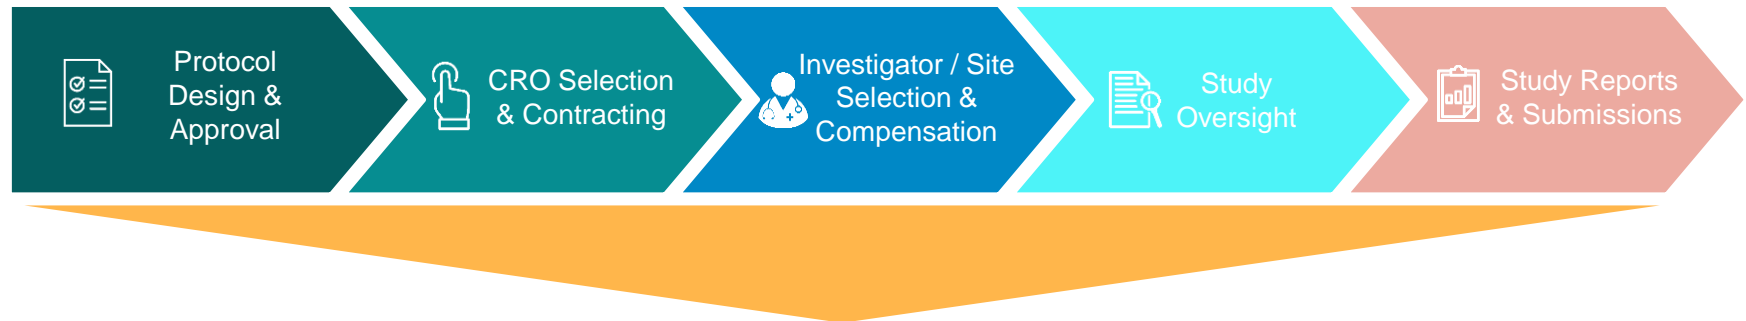 Protocol
Design &
Approval
CRO Selection
& Contracting
Investigator / Site
Selection &
Compensation
Study
Oversight
Study Reports
& Submissions